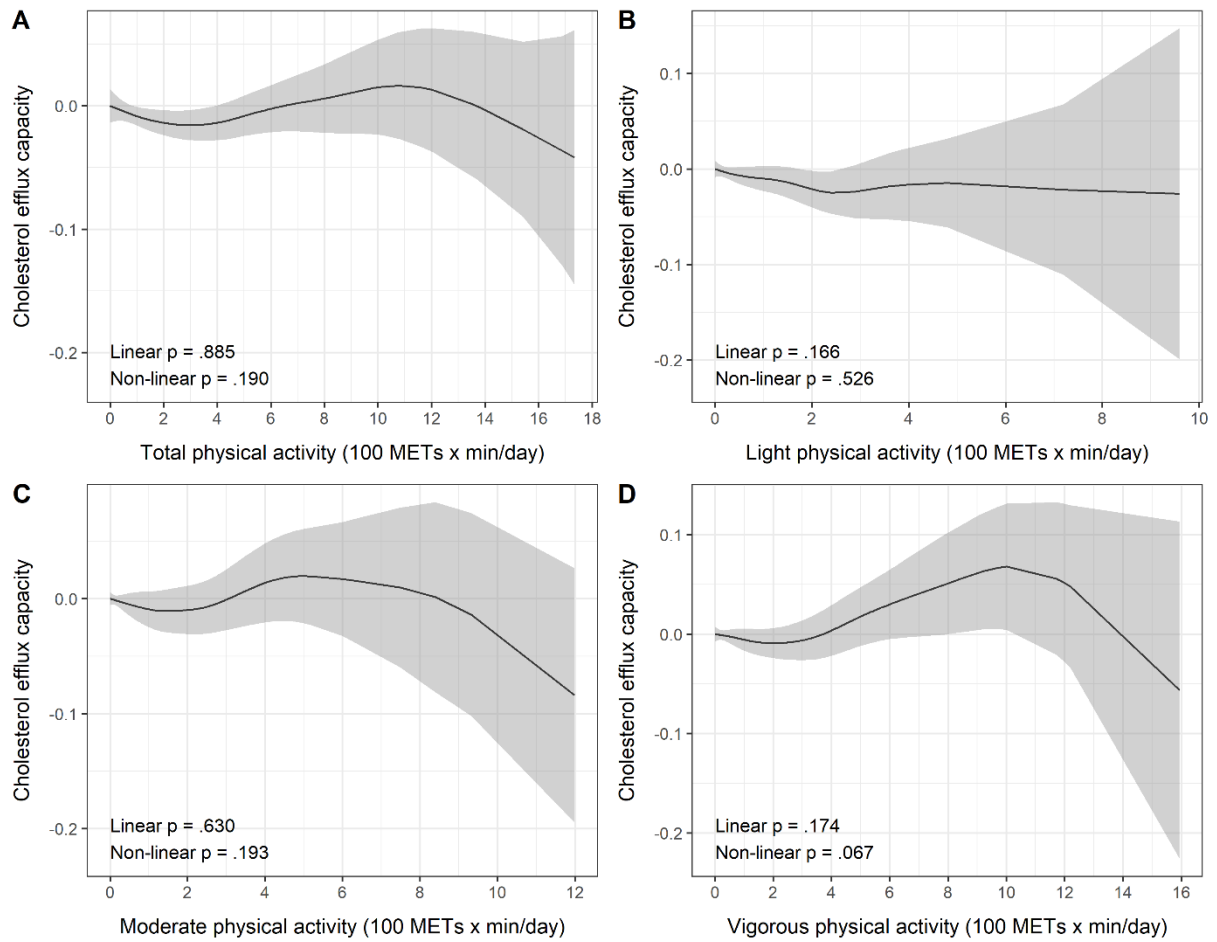 A
Cholesterol efflux capacity
0.0
-0.1
-0.2
Linear p = .885
Non-linear p = .190
0 2 4 6 8 10 12 14 16 18
Total physical activity (100 METs x min/day)
B
Cholesterol efflux capacity
0.1
0.0
-0.1
-0.2
Linear p = .166
Non-linear p = .526
0 2 4 6 8 10
Light physical activity (100 METs x min/day)
C
Cholesterol efflux capacity
0.0
-0.1
-0.2
Linear p = .630
Non-linear p = .193
0 2 4 6 8 10 12
Moderate physical activity (100 METs x min/day)
D
Cholesterol efflux capacity
0.1
0.0
-0.1
-0.2
Linear p = .174
Non-linear p = .067
0 2 4 6 8 10 12 14 16
Vigorous physical activity (100 METs x min/day)